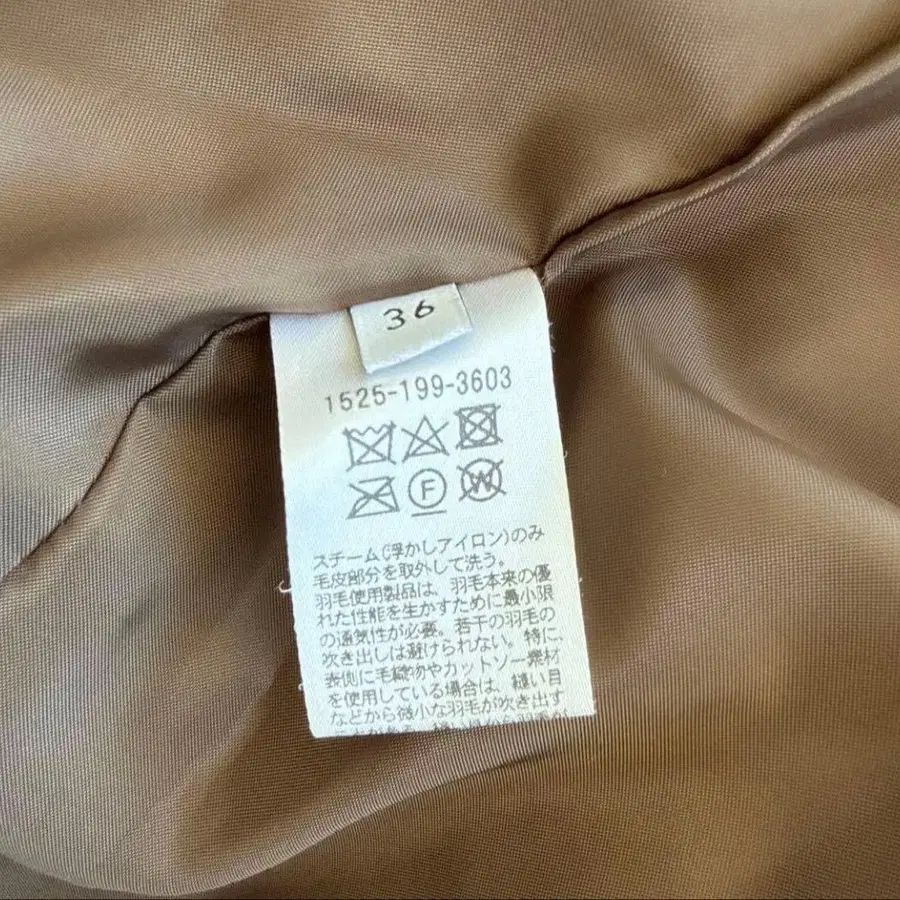 36
1525-199-3603
F
W
スチーム(浮かしアイロン)のみ
毛皮部分を取外して洗う。
羽毛使用製品は、羽毛本来の優
れた性能を生かすために最小限
の通気性が必要。若干の羽毛の
吹き出しは避けられない。特に、
表側に毛織物やカットソー素材
を使用している場合は、縫い目
などから微小な羽毛が吹き出す